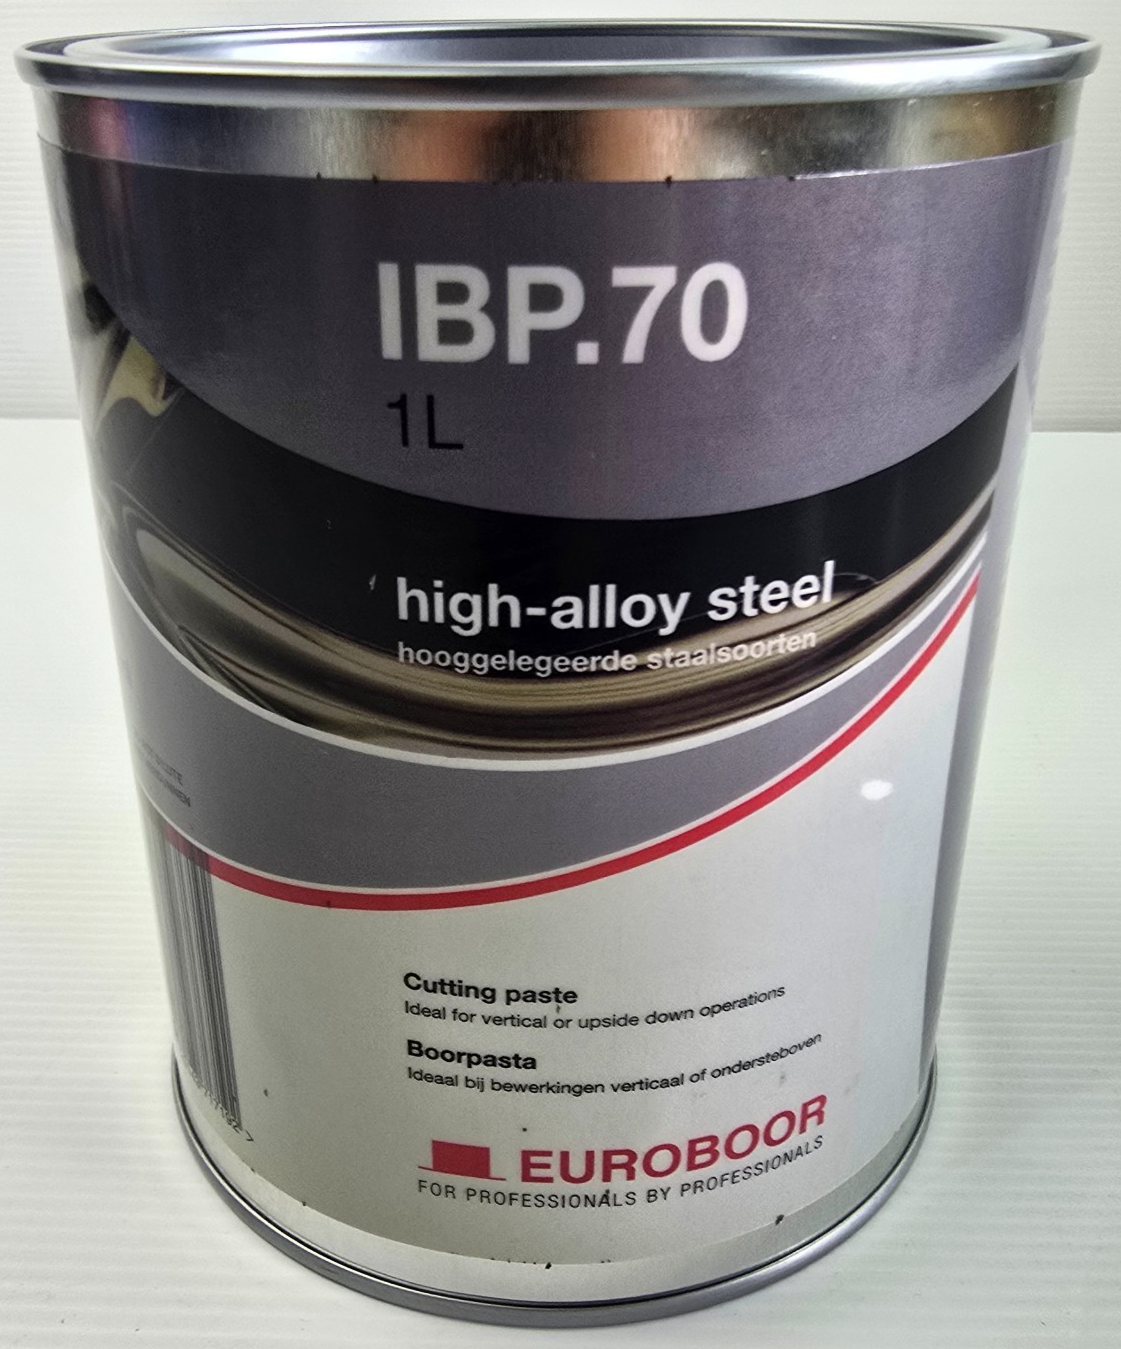 IBP.70
1L
high-alloy steel
hooggelegeerde staalsoorten
Cutting paste
Ideal for vertical or upside down operations
Boorpasta
Ideaal bij bewerkingen verticaal of ondersteboven
EUROBOOR
FOR PROFESSIONALS BY PROFESSIONALS